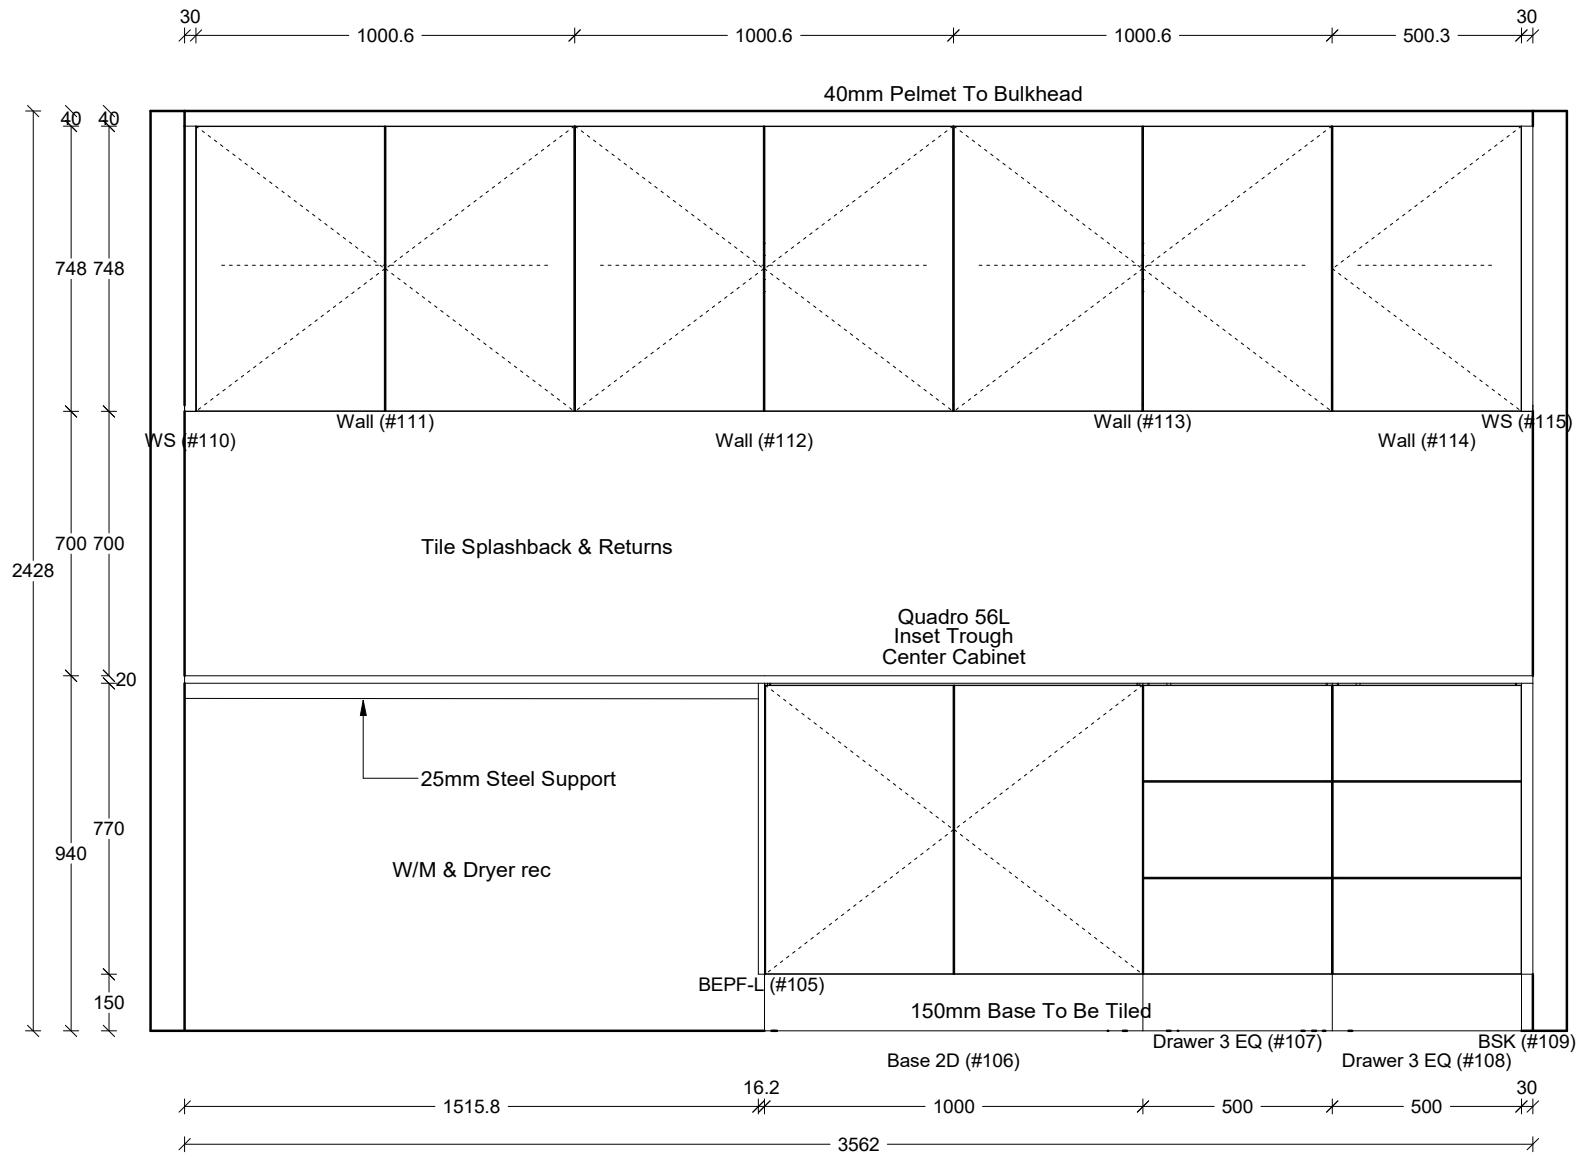 30
30
1000.6
1000.6
1000.6
500.3
40mm Pelmet To Bulkhead
40
40
748
748
Wall (#111)
Wall (#113)
WS (#115)
WS (#110)
Wall (#112)
Wall (#114)
700
700
Tile Splashback & Returns
2428
Quadro 56L
Inset Trough
Center Cabinet
20
25mm Steel Support
770
940
W/M & Dryer rec
BEPF-L (#105)
150
150mm Base To Be Tiled
Drawer 3 EQ (#107)
BSK (#109)
Base 2D (#106)
Drawer 3 EQ (#108)
16.2
30
1515.8
1000
500
500
3562